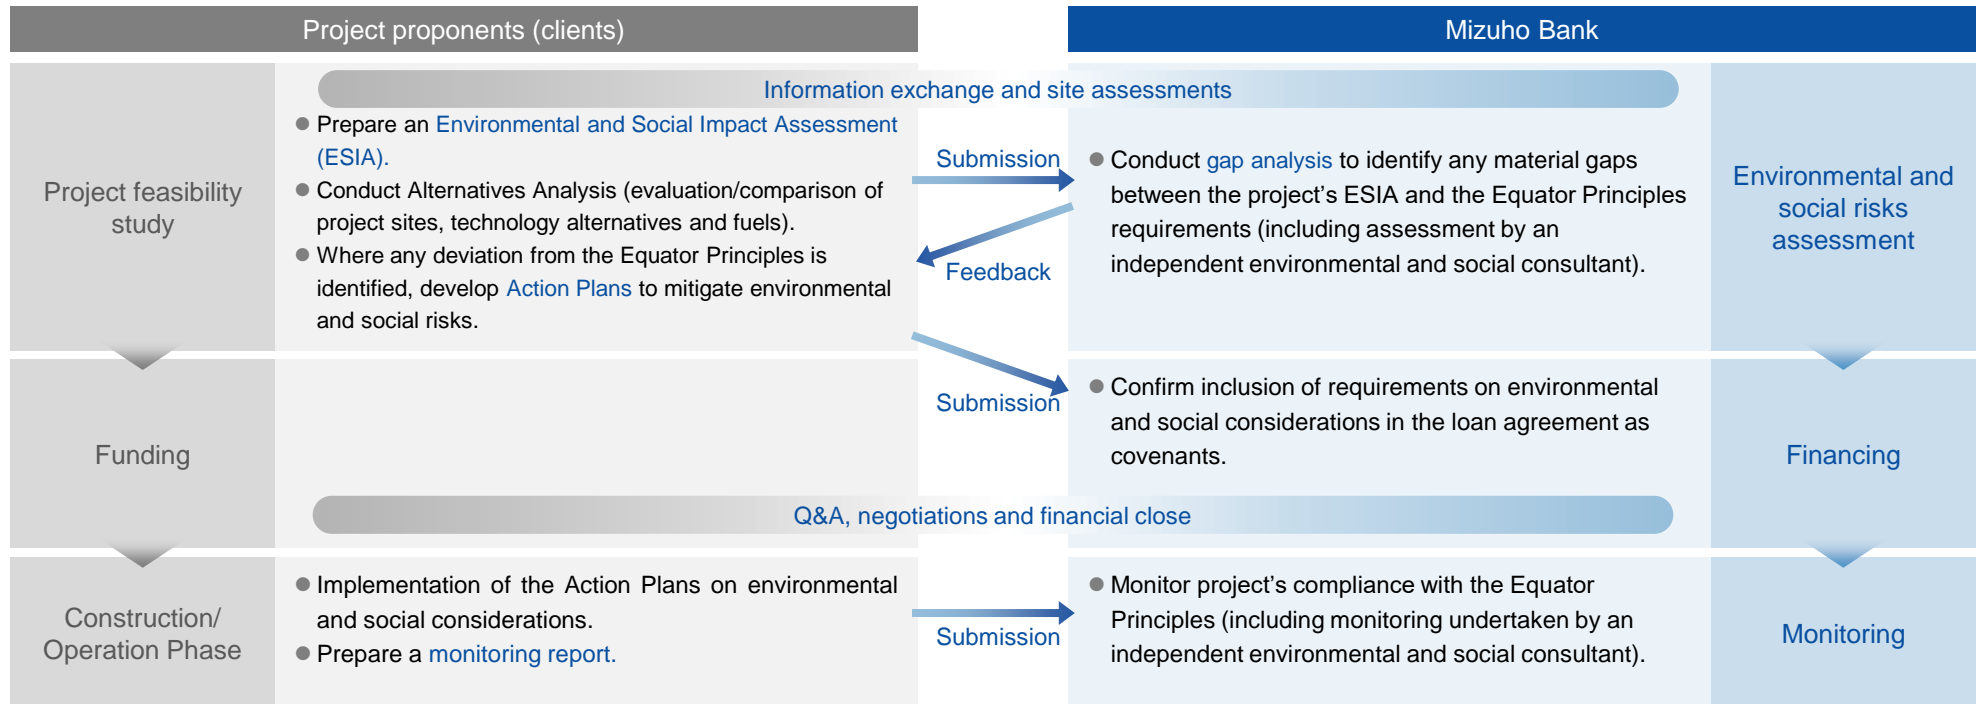 Project proponents (clients)
Mizuho Bank
Information exchange and site assessments
Project feasibility
study
● Prepare an Environmental and Social Impact Assessment
(ESIA).
● Conduct Alternatives Analysis (evaluation/comparison of
project sites, technology alternatives and fuels).
● Where any deviation from the Equator Principles is
identified, develop Action Plans to mitigate environmental
and social risks.
Submission
Feedback
● Conduct gap analysis to identify any material gaps
between the project’s ESIA and the Equator Principles
requirements (including assessment by an
independent environmental and social consultant).
Environmental and
social risks
assessment
Funding
Submission
● Confirm inclusion of requirements on environmental
and social considerations in the loan agreement as
covenants.
Financing
Q&A, negotiations and financial close
Construction/
Operation Phase
● Implementation of the Action Plans on environmental
and social considerations.
● Prepare a monitoring report.
Submission
● Monitor project’s compliance with the Equator
Principles (including monitoring undertaken by an
independent environmental and social consultant).
Monitoring